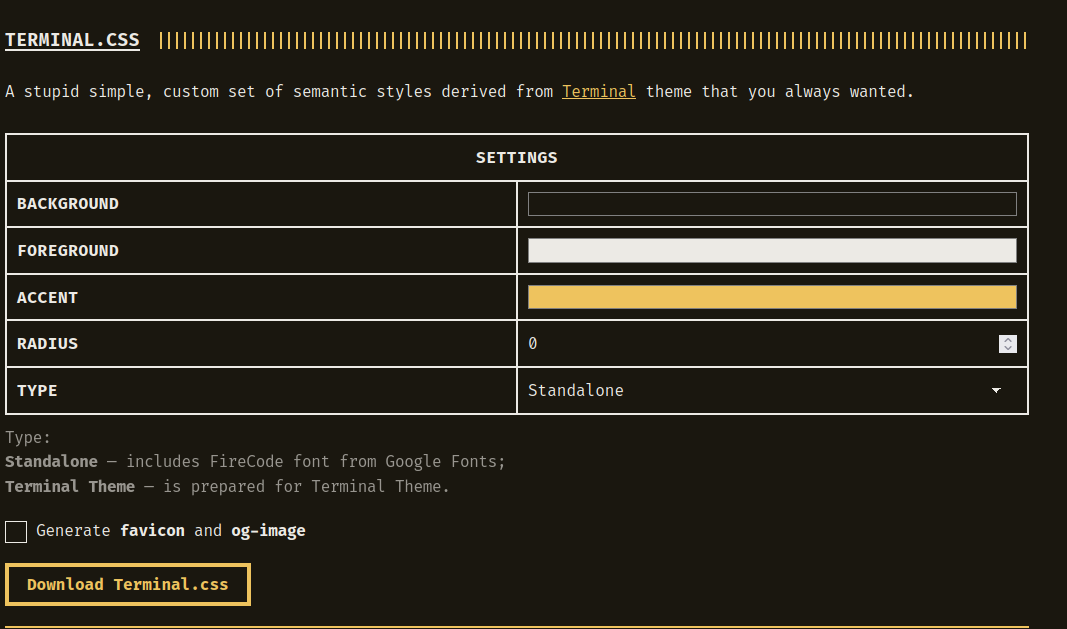 TERMINAL.CSS
A stupid simple, custom set of semantic styles derived from Terminal theme that you always wanted.
SETTINGS
BACKGROUND
FOREGROUND
ACCENT
RADIUS 0
TYPE Standalone
Type:
Standalone — includes FireCode font from Google Fonts;
Terminal Theme — is prepared for Terminal Theme.
Generate favicon and og-image
Download Terminal.css